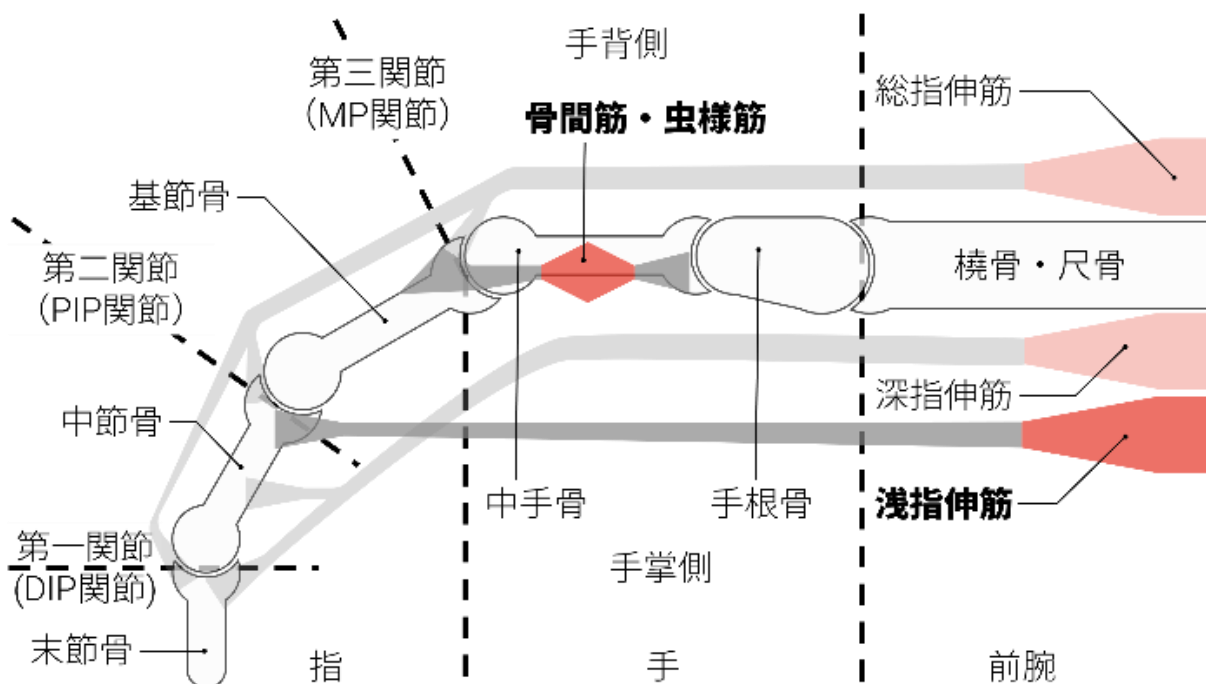 手背側
第三関節
（MP関節）
骨間筋・虫様筋
総指伸筋
基節骨
第二関節
（PIP関節）
橈骨・尺骨
深指伸筋
中節骨
中手骨
手根骨
浅指伸筋
第一関節
(DIP関節)
手掌側
末節骨
指
手
前腕